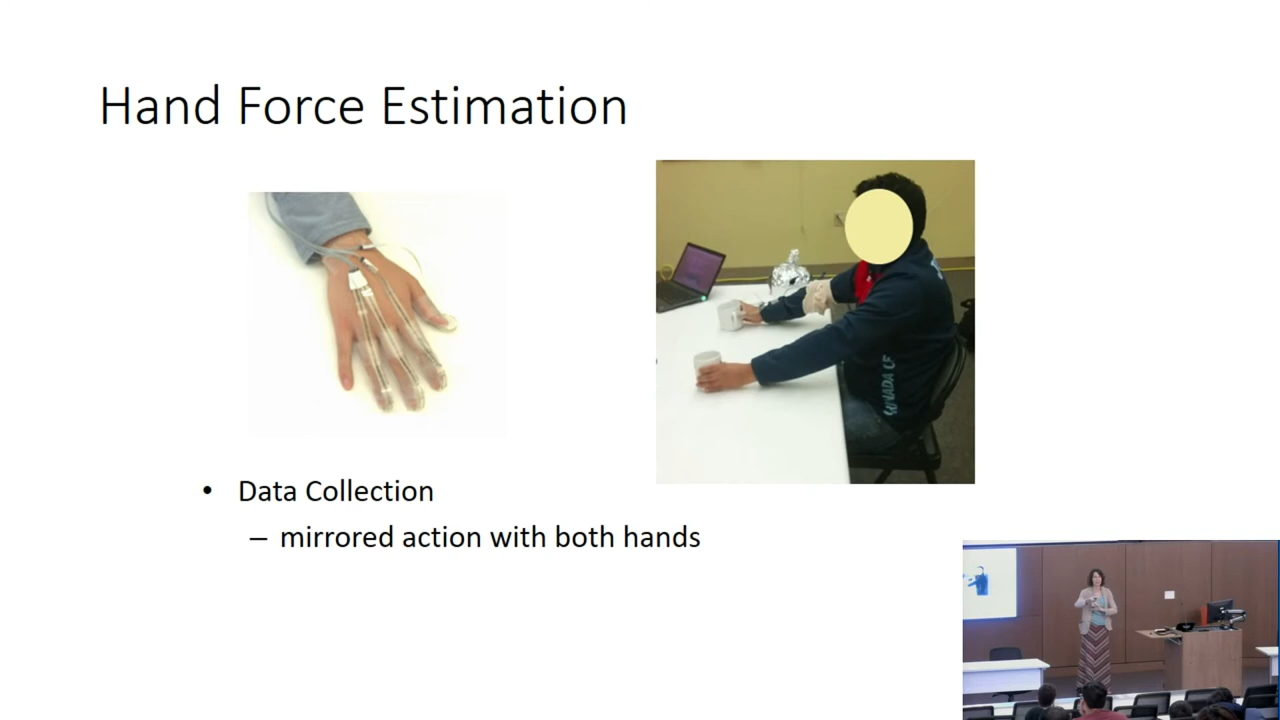 Hand Force Estimation
• Data Collection
– mirrored action with both hands